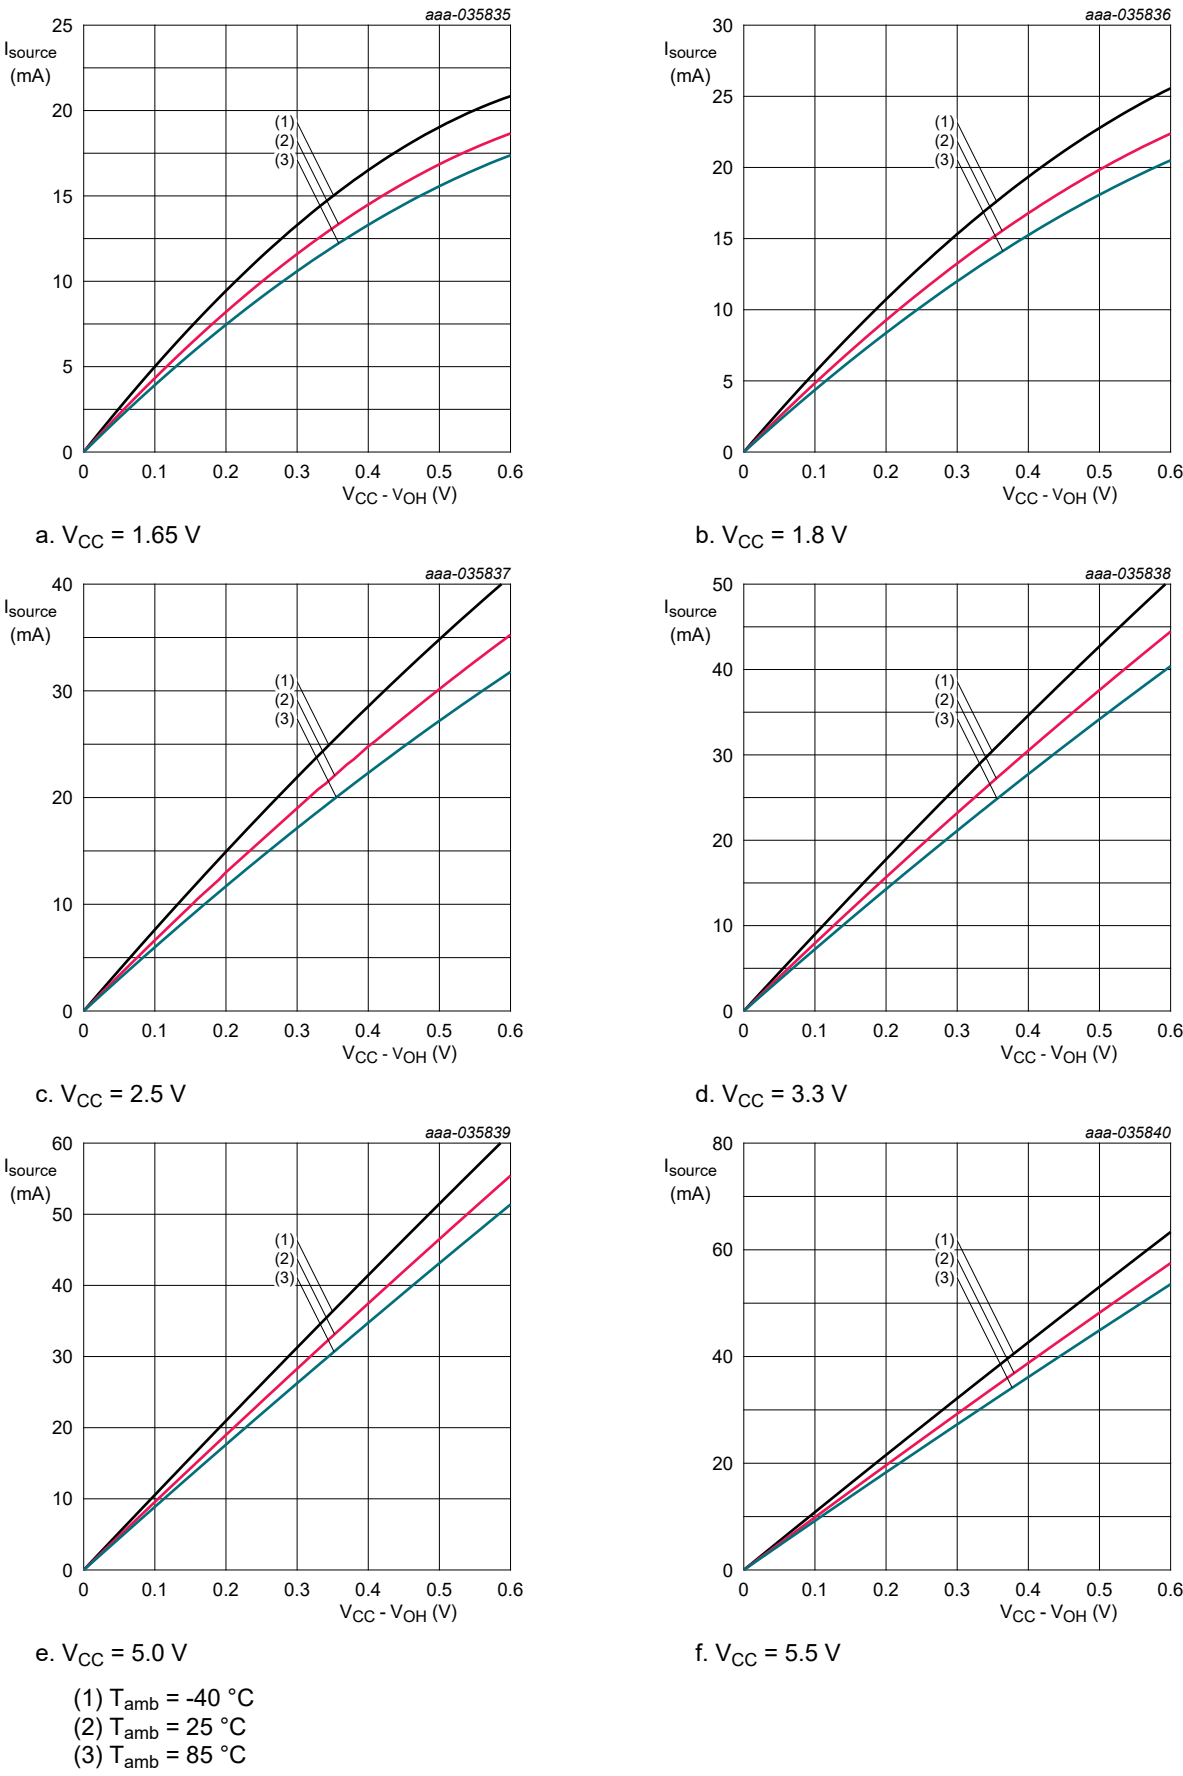 aaa-035835
25
Isource
(mA)
20
15
10
5
0
(1)
(2)
(3)
0 0.1 0.2 0.3 0.4 0.5 0.6
VCC - VOH (V)
a. VCC = 1.65 V
aaa-035836
30
Isource
(mA)
25
20
15
10
5
0
(1)
(2)
(3)
0 0.1 0.2 0.3 0.4 0.5 0.6
VCC - VOH (V)
b. VCC = 1.8 V
aaa-035837
40
Isource
(mA)
30
20
10
0
(1)
(2)
(3)
0 0.1 0.2 0.3 0.4 0.5 0.6
VCC - VOH (V)
c. VCC = 2.5 V
aaa-035838
50
Isource
(mA)
40
30
20
10
0
(1)
(2)
(3)
0 0.1 0.2 0.3 0.4 0.5 0.6
VCC - VOH (V)
d. VCC = 3.3 V
aaa-035839
60
Isource
(mA)
50
40
30
20
10
0
(1)
(2)
(3)
0 0.1 0.2 0.3 0.4 0.5 0.6
VCC - VOH (V)
e. VCC = 5.0 V
aaa-035840
80
Isource
(mA)
60
40
20
0
(1)
(2)
(3)
0 0.1 0.2 0.3 0.4 0.5 0.6
VCC - VOH (V)
f. VCC = 5.5 V
(1) Tamb = -40 °C
(2) Tamb = 25 °C
(3) Tamb = 85 °C